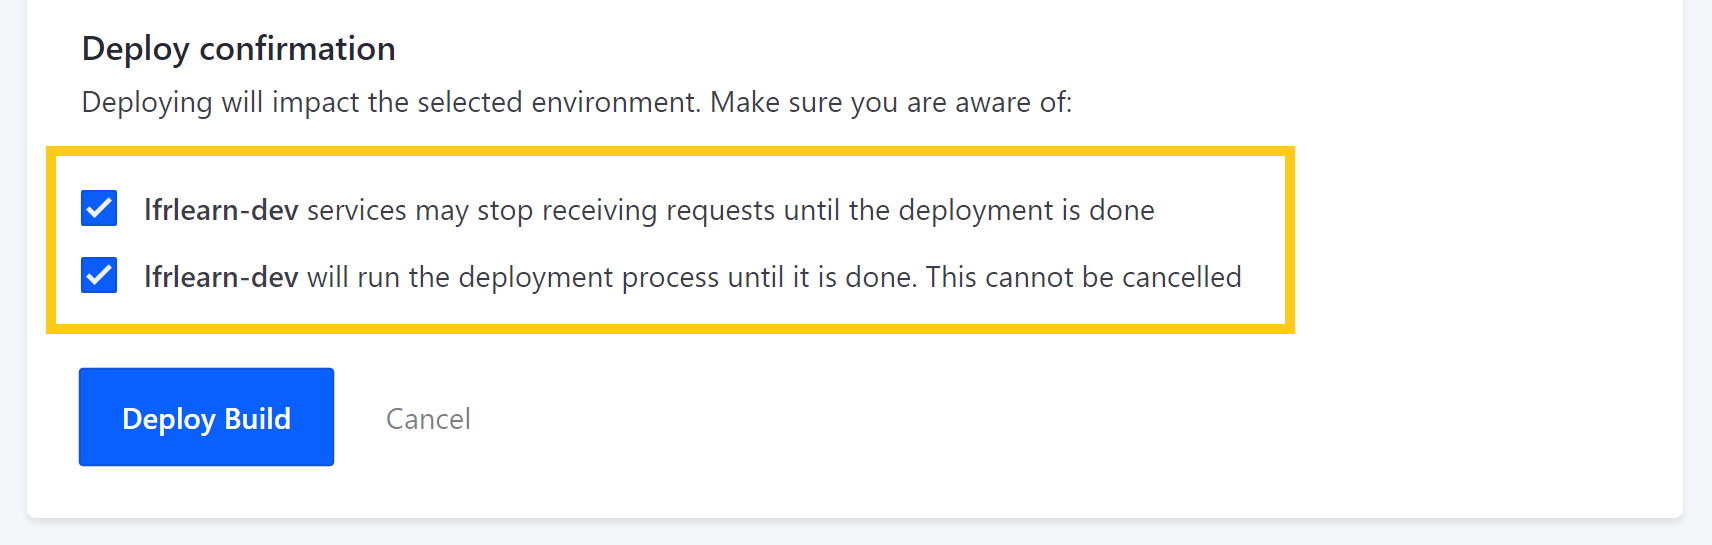 Deploy confirmation
Deploying will impact the selected environment. Make sure you are aware of:
lfrlearn-dev services may stop receiving requests until the deployment is done
lfrlearn-dev will run the deployment process until it is done. This cannot be cancelled
Deploy Build
Cancel